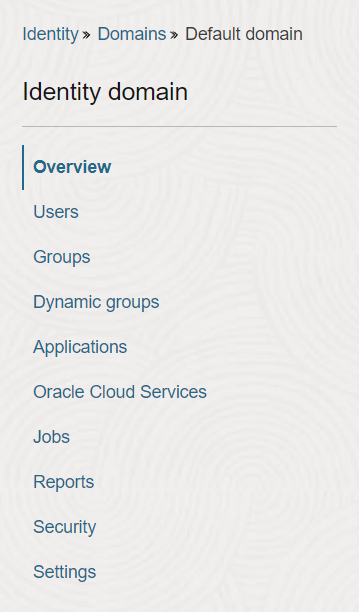 Identity » Domains » Default domain
Identity domain
Overview
Users
Groups
Dynamic groups
Applications
Oracle Cloud Services
Jobs
Reports
Security
Settings